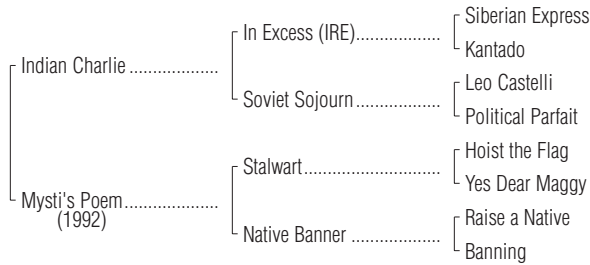 Siberian Express
In Excess (IRE)..................
Kantado
Indian Charlie ...................
Leo Castelli
Soviet Sojourn ..................
Political Parfait
Hoist the Flag
Stalwart.............................
Yes Dear Maggy
Mysti's Poem....................
(1992)
Raise a Native
Native Banner ...................
Banning